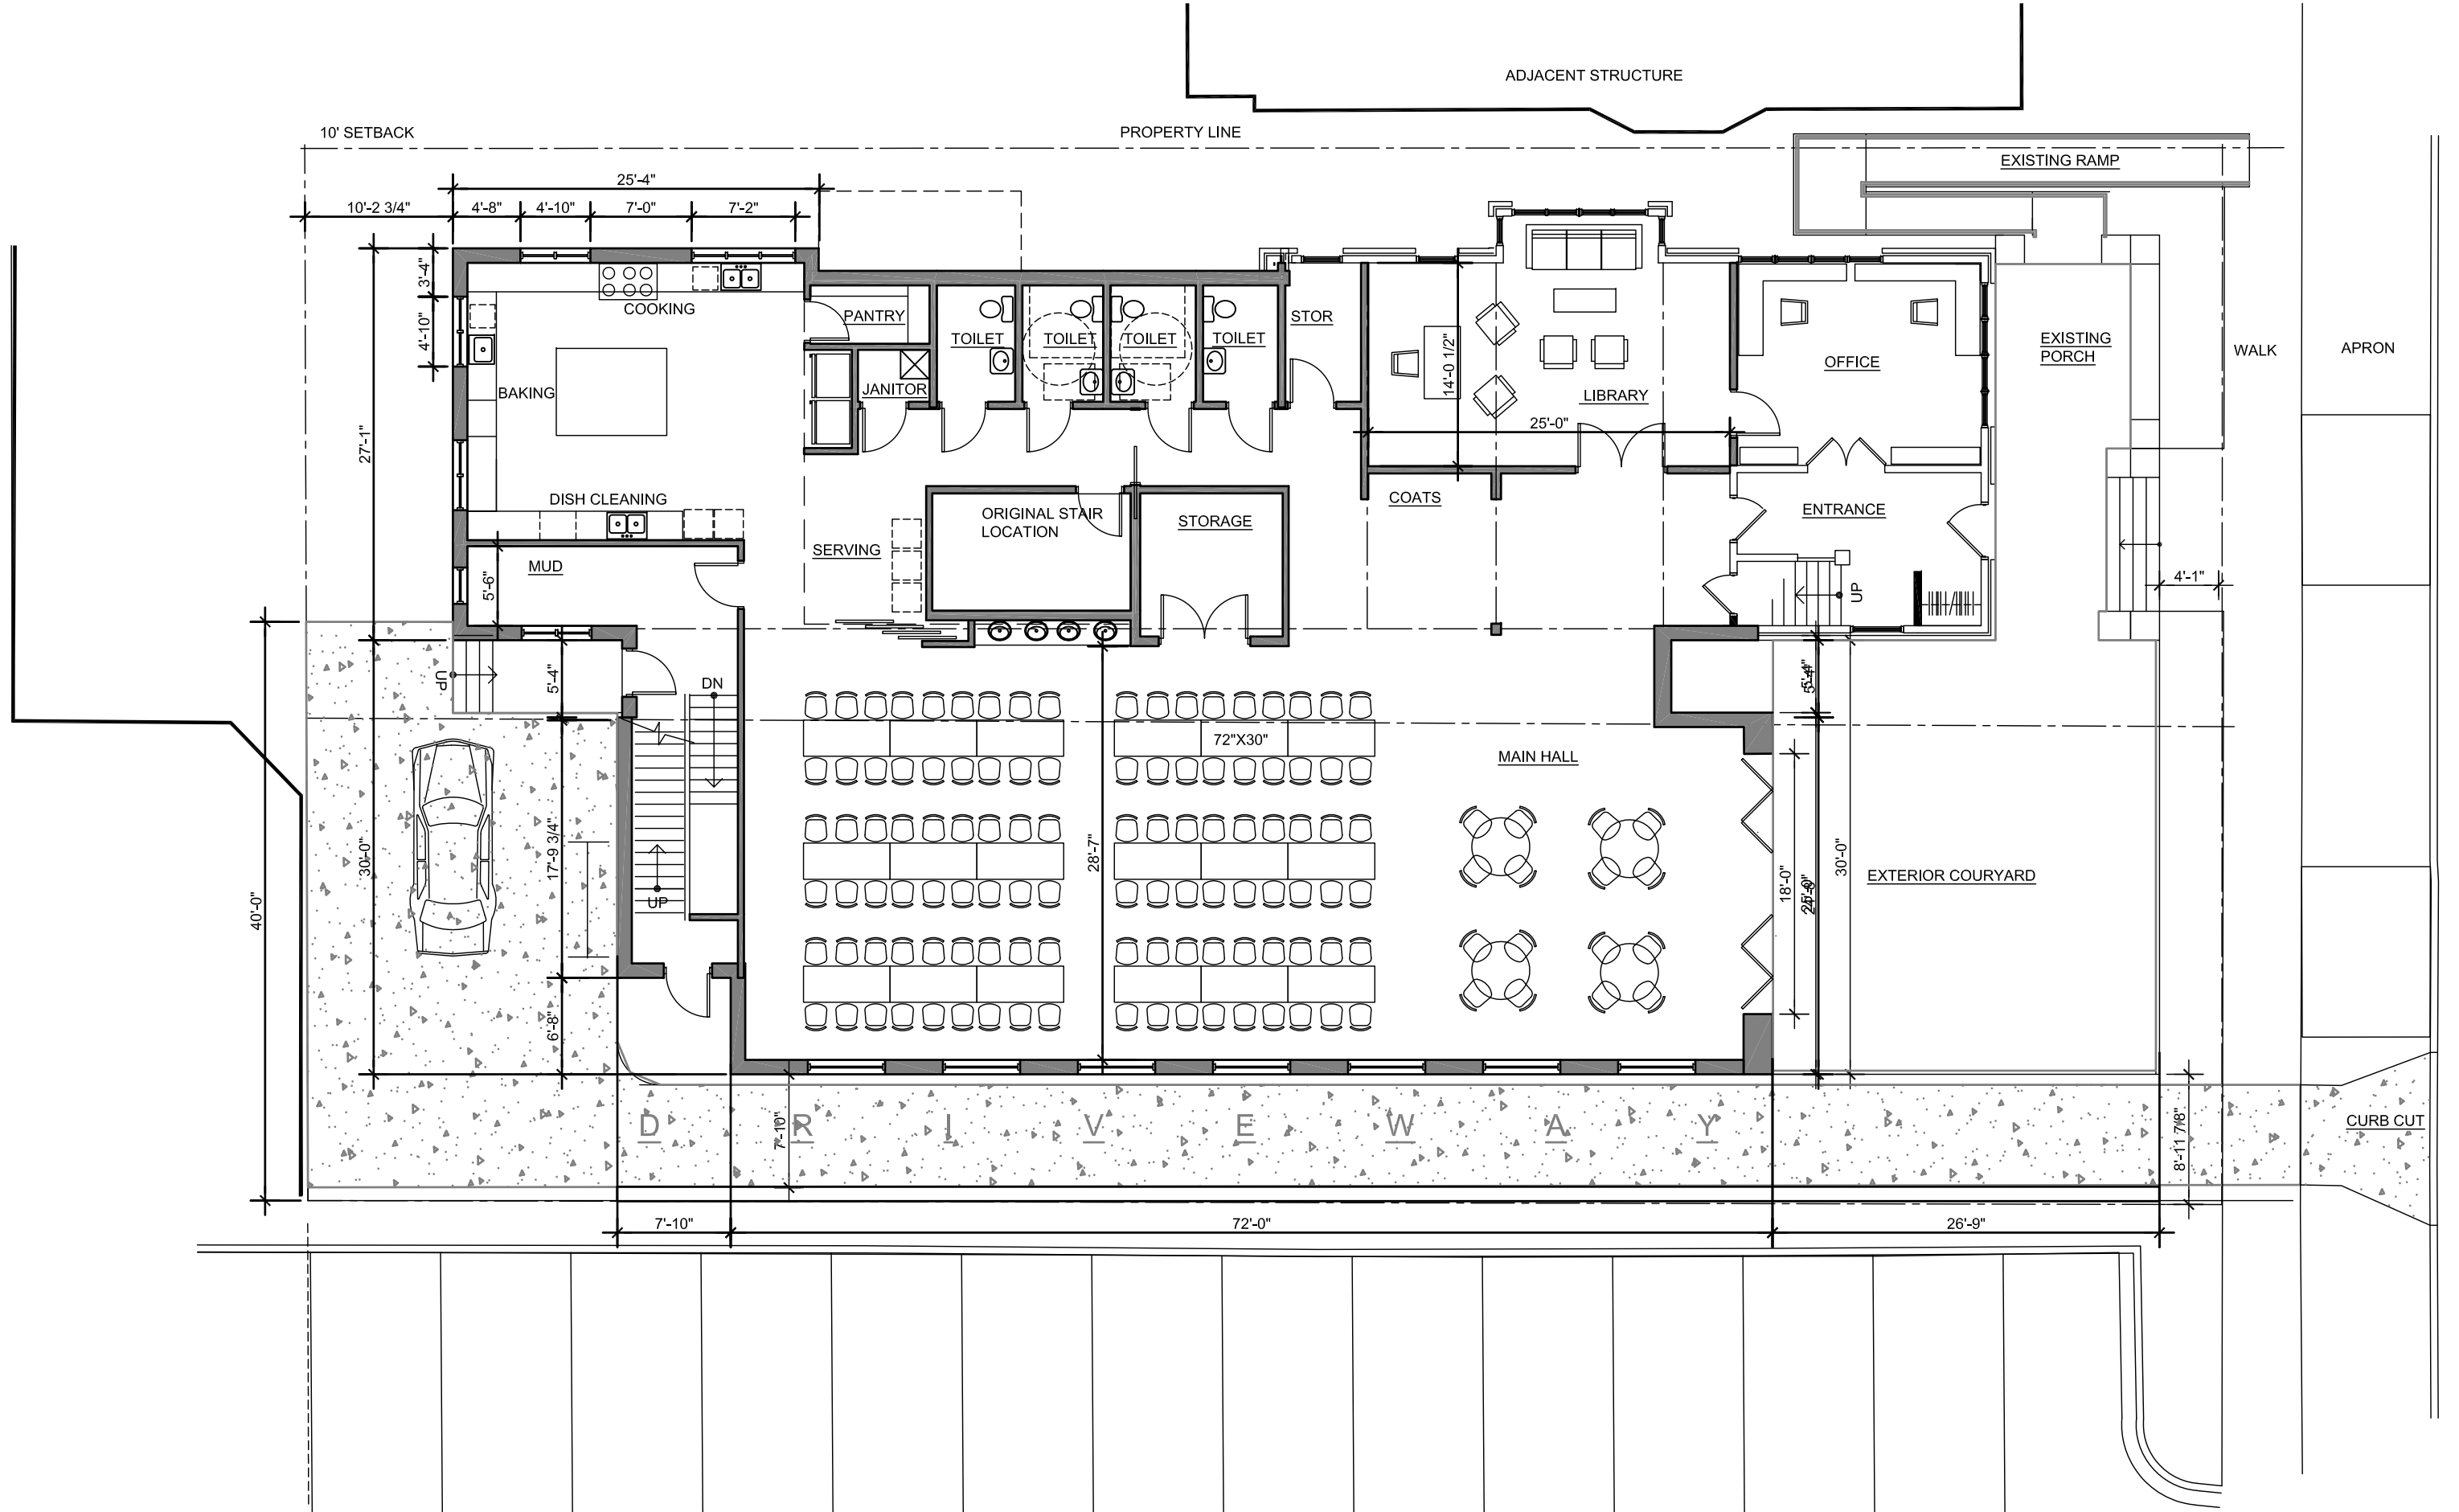 ADJACENT STRUCTURE
10' SETBACK
PROPERTY LINE
EXISTING RAMP
25'-4"
10'-2 3/4"
4'-8"
4'-10"
7'-0"
7'-2"
3'-4"
COOKING
PANTRY
STOR
EXISTING
PORCH
4'-10"
TOILET
TOILET
TOILET
TOILET
WALK
APRON
14'-0 1/2"
OFFICE
BAKING
JANITOR
LIBRARY
27'-1"
25'-0"
DISH CLEANING
COATS
ORIGINAL STAIR
LOCATION
STORAGE
ENTRANCE
SERVING
MUD
5'-6"
UP
4'-1"
UP
5'-4"
DN
5'-4"
72"X30"
MAIN HALL
40'-0"
30'-0"
17'-9 3/4"
28'-7"
18'-0"
30'-0"
EXTERIOR COURYARD
UP
6'-8"
7'-10"
D R I V E W A Y
CURB CUT
8'-11 7/8"
7'-10"
72'-0"
26'-9"